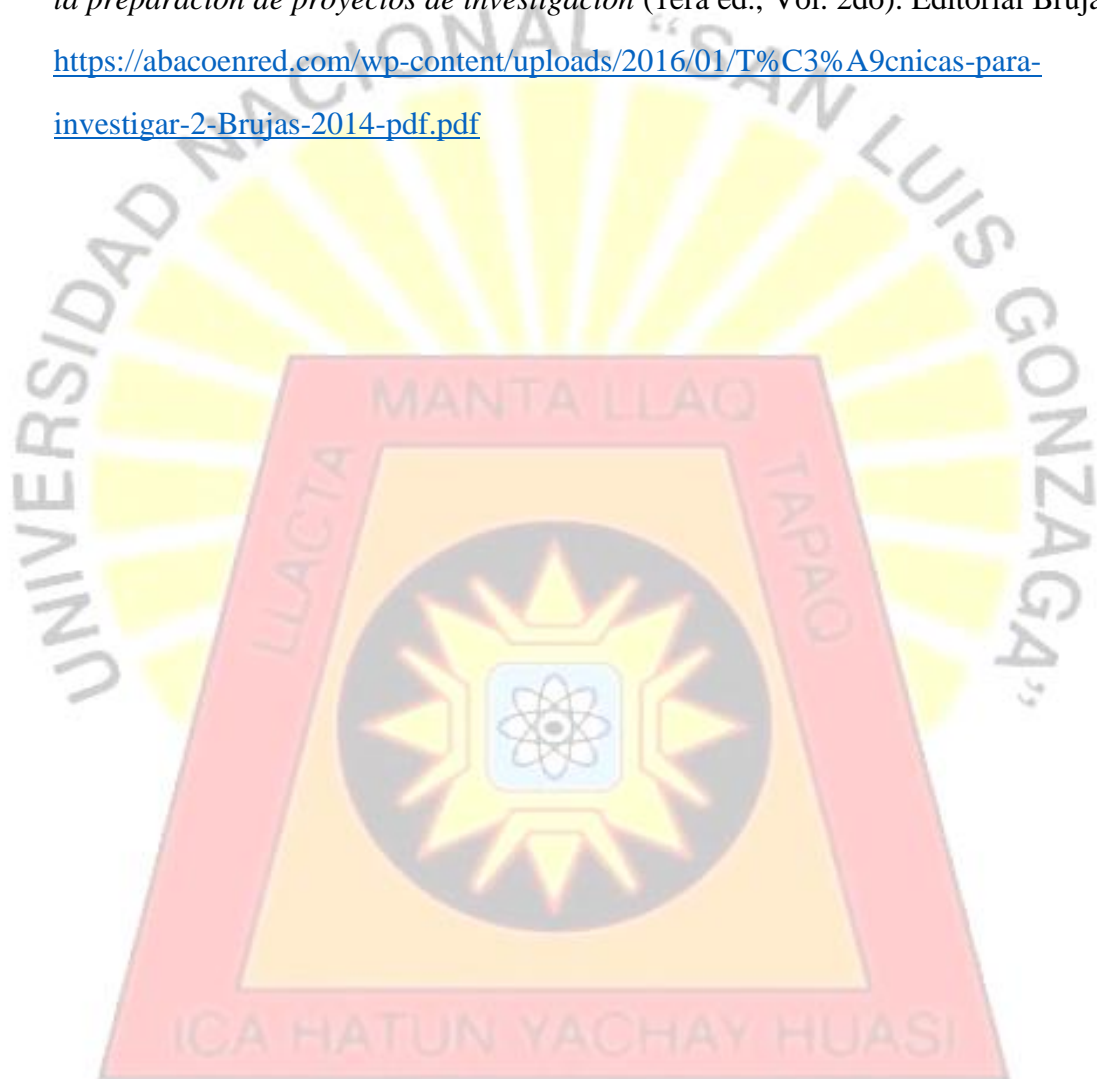 la preparación de proyectos de investigación (1era ed., Vol. 2do). Editorial Brujas
https://abacoenred.com/wp-content/uploads/2016/01/T%C3%A9cnicas-para-
investigar-2-Brujas-2014-pdf.pdf
UNIVERSIDAD NACIONAL “SAN LUIS GONZAGA”
MANTA LLAQ
LLACTA
TAPAQ
ICA HATUN YACHAY HUASI